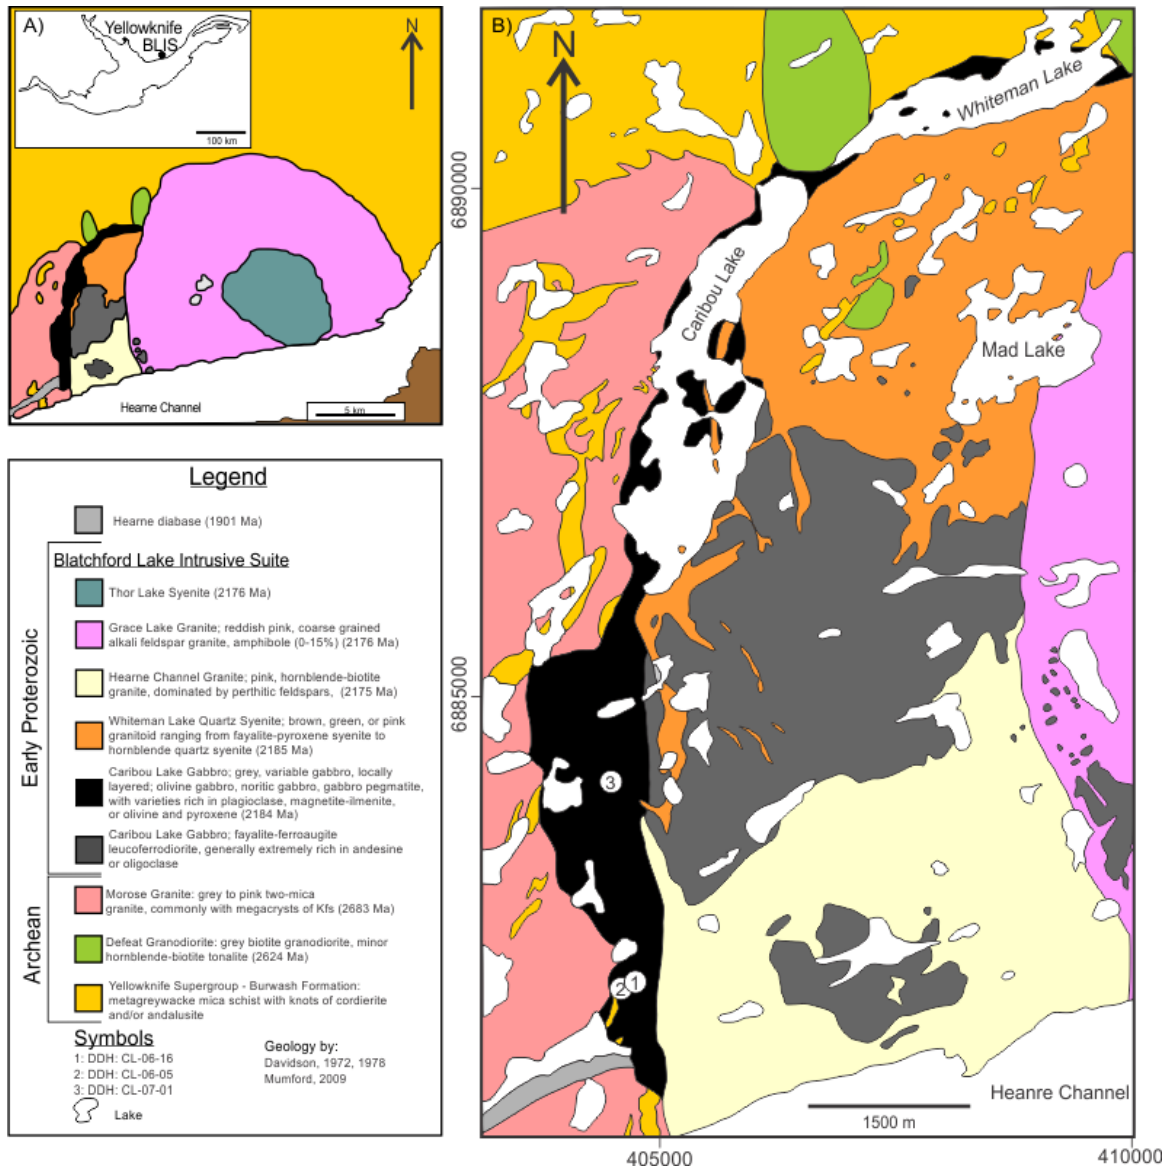 A)
Yellowknife
BLIS
100 km
N
Hearne Channel
5 km
Legend
Hearne diabase (1901 Ma)
Blatchford Lake Intrusive Suite
Thor Lake Syenite (2176 Ma)
Grace Lake Granite; reddish pink, coarse grained
alkali feldspar granite, amphibole (0-15%) (2176 Ma)
Hearne Channel Granite; pink, hornblende-biotite
granite, dominated by perthitic feldspars, (2175 Ma)
Whiteman Lake Quartz Syenite; brown, green, or pink
granitoid ranging from fayalite-pyroxene syenite to
hornblende quartz syenite (2185 Ma)
Caribou Lake Gabbro; grey, variable gabbro, locally
layered; olivine gabbro, noritic gabbro, gabbro pegmatite,
with varieties rich in plagioclase, magnetite-ilmenite,
or olivine and pyroxene (2184 Ma)
Caribou Lake Gabbro; fayalite-ferroaugite
leucoferrodiorite, generally extremely rich in andesine
or oligoclase
Early Proterozoic
Morose Granite: grey to pink two-mica
granite, commonly with megacrysts of Kfs (2683 Ma)
Defeat Granodiorite: grey biotite granodiorite, minor
hornblende-biotite tonalite (2624 Ma)
Yellowknife Supergroup - Burwash Formation:
metagreywacke mica schist with knots of cordierite
and/or andalusite
Archean
Symbols
1: DDH: CL-06-16
2: DDH: CL-06-05
3: DDH: CL-07-01
Lake
Geology by:
Davidson, 1972, 1978
Mumford, 2009
B)
N
Whiteman Lake
6890000
Caribou Lake
Mad Lake
6885000
3
1
2
Heanre Channel
1500 m
405000
410000